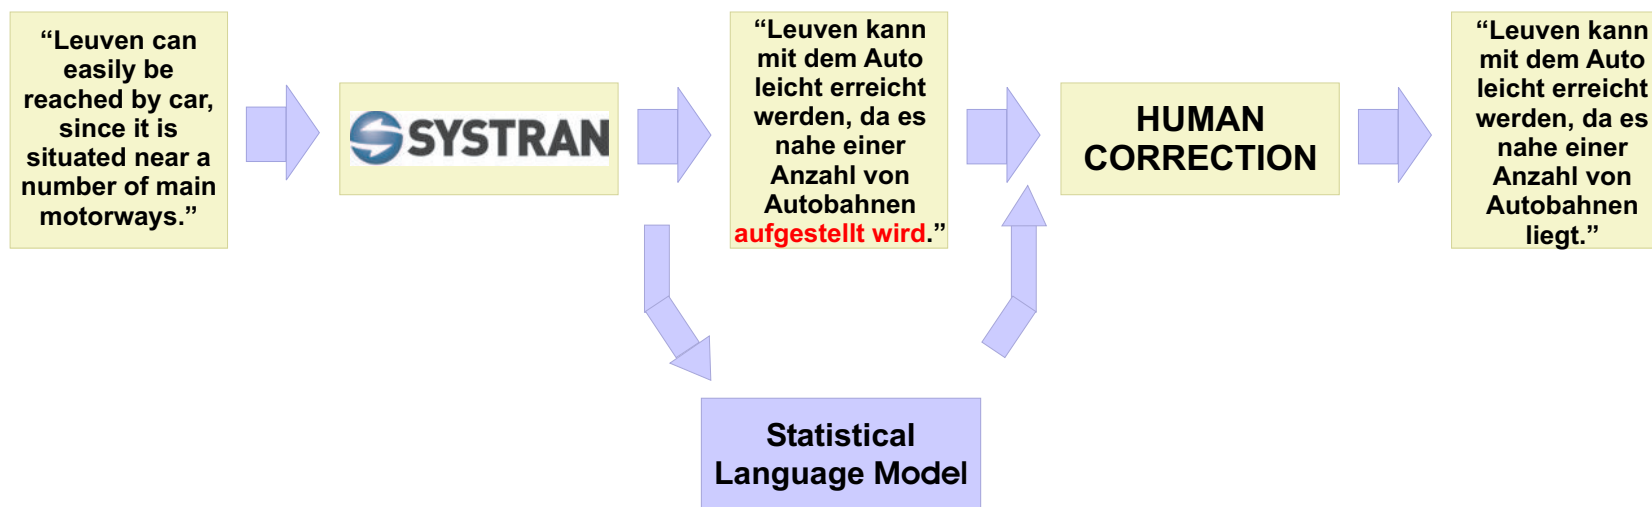 “Leuven can
easily be
reached by car,
since it is
situated near a
number of main
motorways.”
SYSTRAN
“Leuven kann
mit dem Auto
leicht erreicht
werden, da es
nahe einer
Anzahl von
Autobahnen
aufgestellt wird.”
HUMAN
CORRECTION
“Leuven kann
mit dem Auto
leicht erreicht
werden, da es
nahe einer
Anzahl von
Autobahnen
liegt.”
Statistical
Language Model